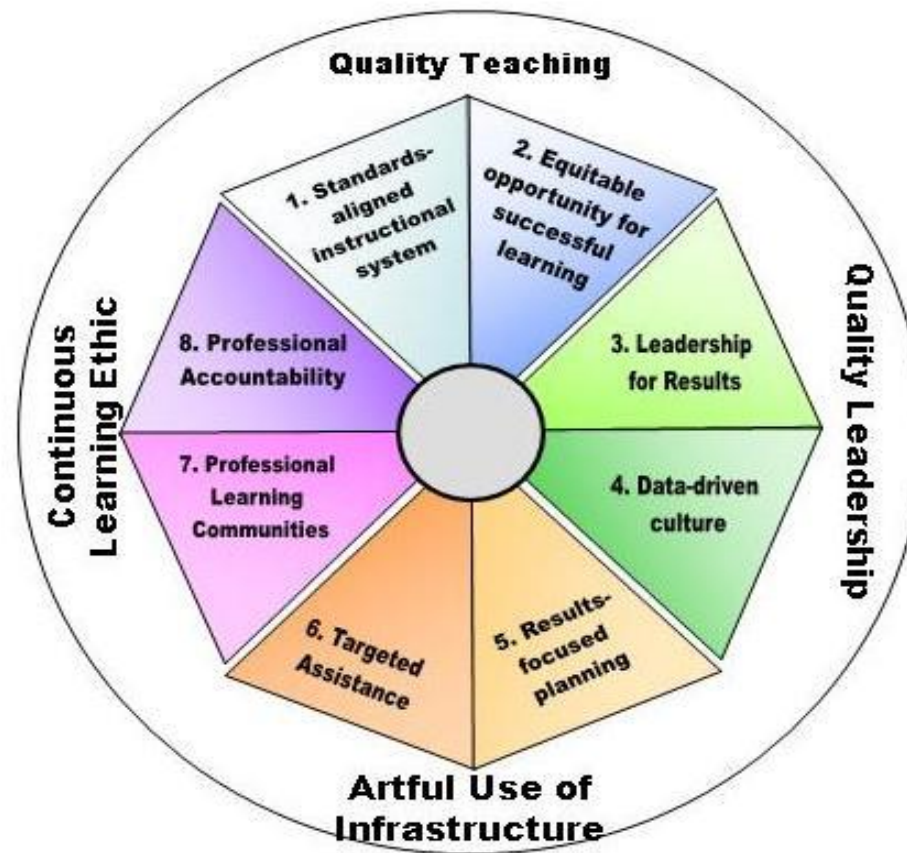 Quality Teaching
1. Standards-
aligned
instructional
system
2. Equitable
opportunity for
successful
learning
Quality Leadership
3. Leadership
for Results
4. Data-driven
culture
5. Results-
focused
planning
6. Targeted
Assistance
7. Professional
Learning
Communities
8. Professional
Accountability
Continuous
Learning Ethic
Artful Use of
Infrastructure